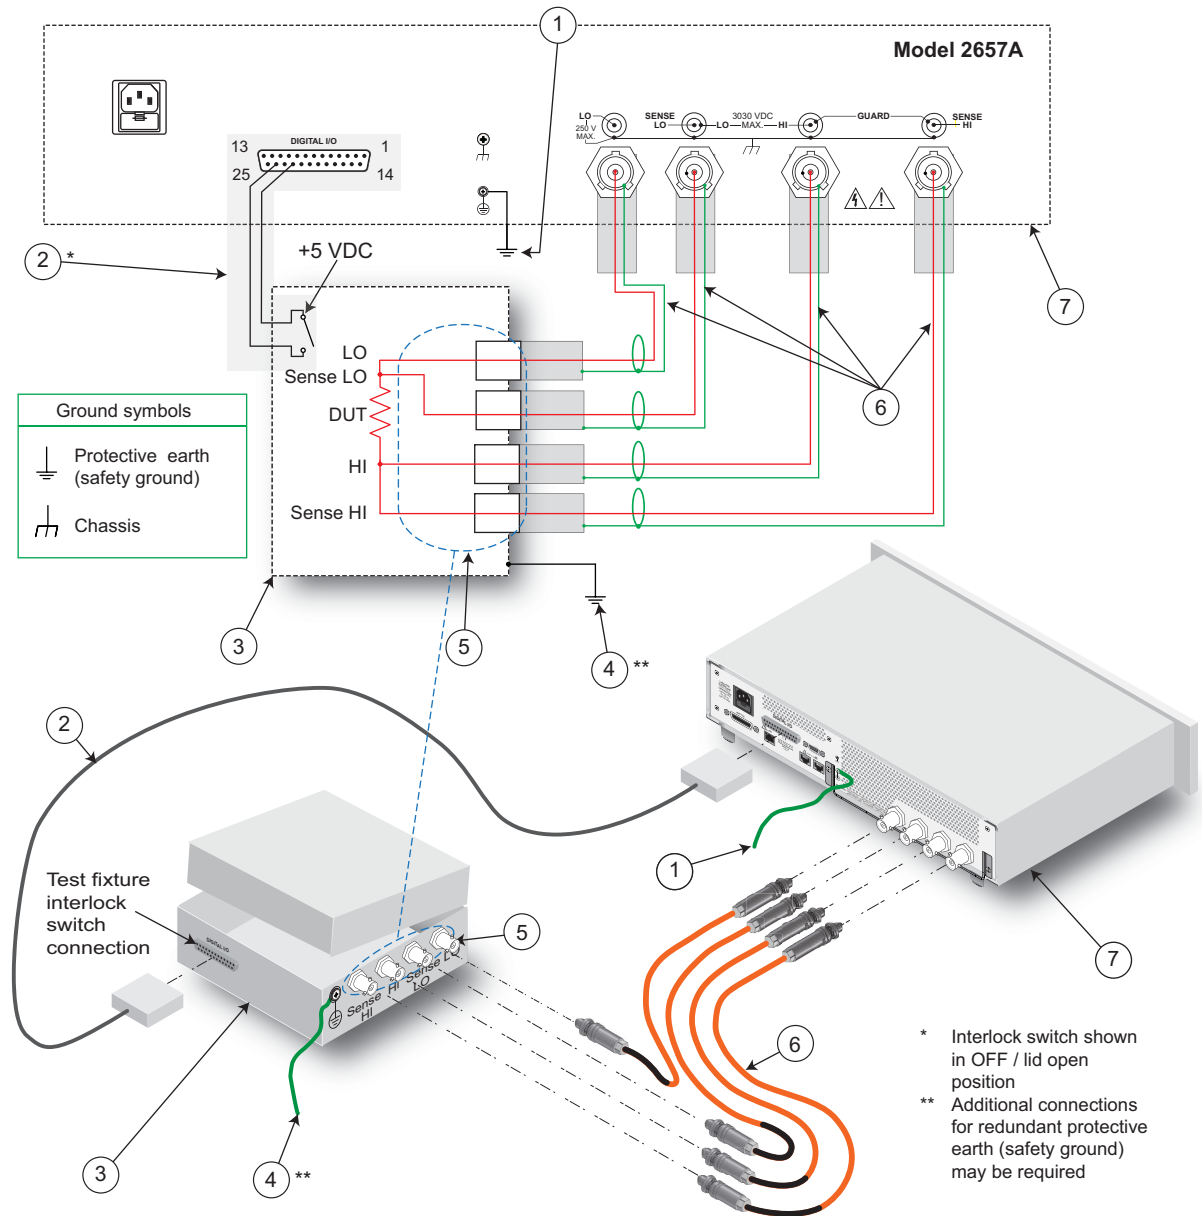 1
Model 2657A
LO
250 V
MAX.
SENSE
LO
LO
3030 VDC
MAX.
HI
GUARD
SENSE
HI
13
DIGITAL I/O
1
25
14
2 *
+5 VDC
7
LO
Sense LO
DUT
HI
Sense HI
6
Ground symbols
Protective earth
(safety ground)
Chassis
3
5
4 **
2
1
Test fixture
interlock
switch
connection
DIGITAL I/O
5
Sense
HI
HI
LO
Sense LO
7
6
3
4 **
* Interlock switch shown
in OFF / lid open
position
** Additional connections
for redundant protective
earth (safety ground)
may be required